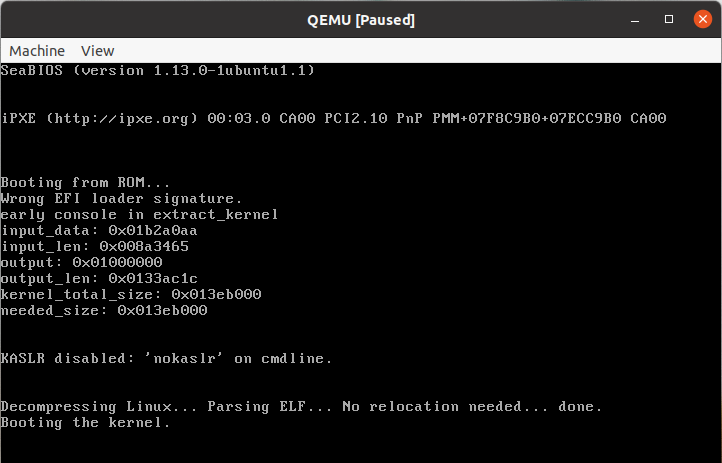 QEMU [Paused]
Machine View
SeaBIOS (version 1.13.0-1ubuntu1.1)
iPXE (http://ipxe.org) 00:03.0 CA00 PCI2.10 PnP PMM+07F8C9B0+07ECC9B0 CA00
Booting from ROM...
Wrong EFI loader signature.
early console in extract_kernel
input_data: 0x01b2a0aa
input_len: 0x008a3465
output: 0x01000000
output_len: 0x0133ac1c
kernel_total_size: 0x013eb000
needed_size: 0x013eb000
KASLR disabled: 'nokaslr' on cmdline.
Decompressing Linux... Parsing ELF... No relocation needed... done.
Booting the kernel.